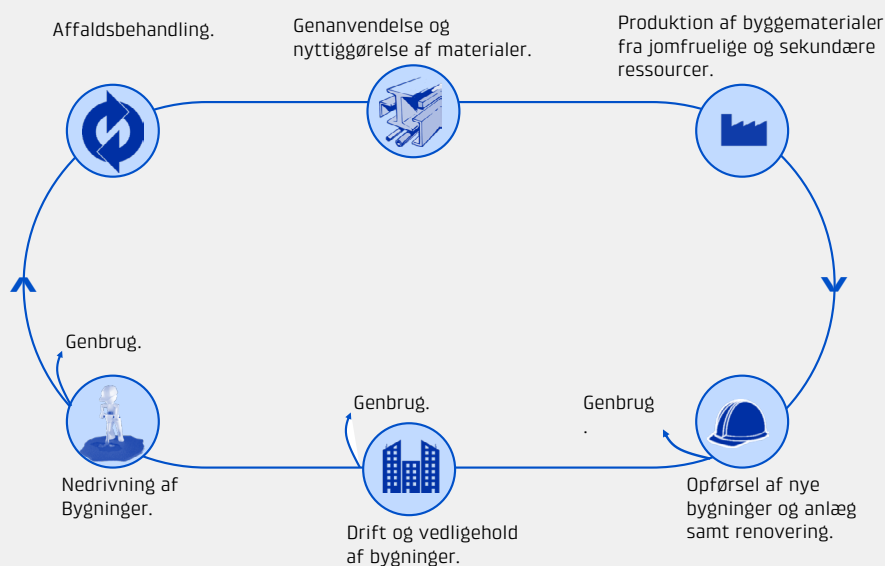 Affaldsbehandling.
Genanvendelse og
nyttiggørelse af materialer.
Produktion af byggematerialer
fra jomfruelige og sekundære
ressourcer.
Genbrug.
Genbrug.
Genbrug
.
Nedrivning af
Bygninger.
Drift og vedligehold
af bygninger.
Opførsel af nye
bygninger og anlæg
samt renovering.